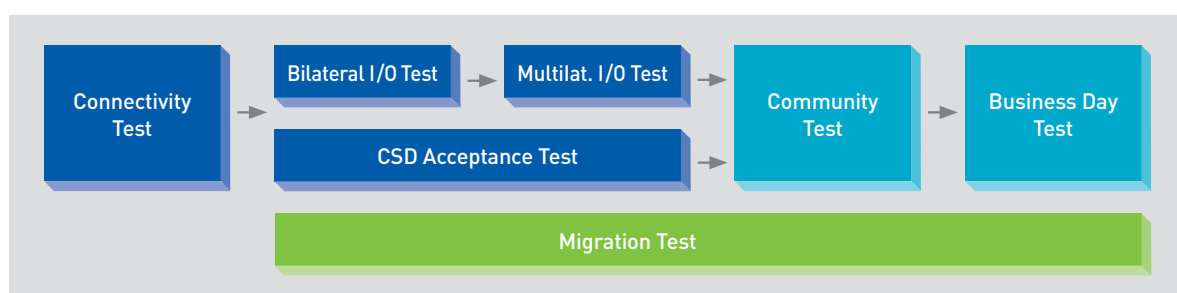 Connectivity
Test
Bilateral I/O Test
Multilat. I/O Test
CSD Acceptance Test
Community
Test
Business Day
Test
Migration Test